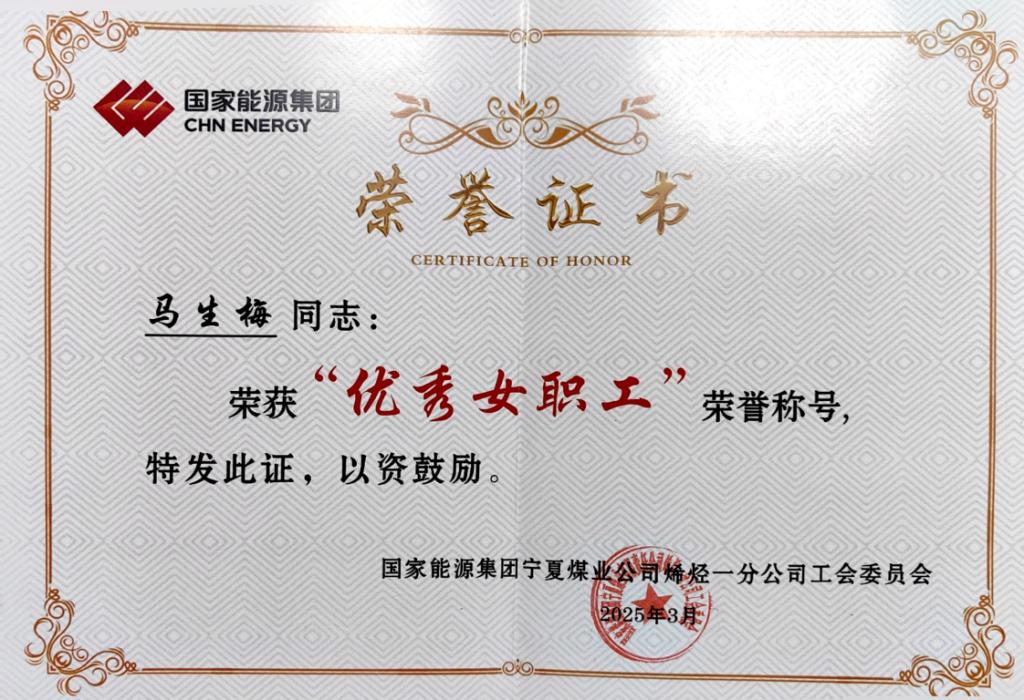 国家能源集团
CHN ENERGY
荣誉证书
CERTIFICATE OF HONOR
马生梅 同志：
荣获“优秀女职工”荣誉称号，
特发此证，以资鼓励。
国家能源集团宁夏煤业公司烯烃一分公司工会委员会
2025年3月